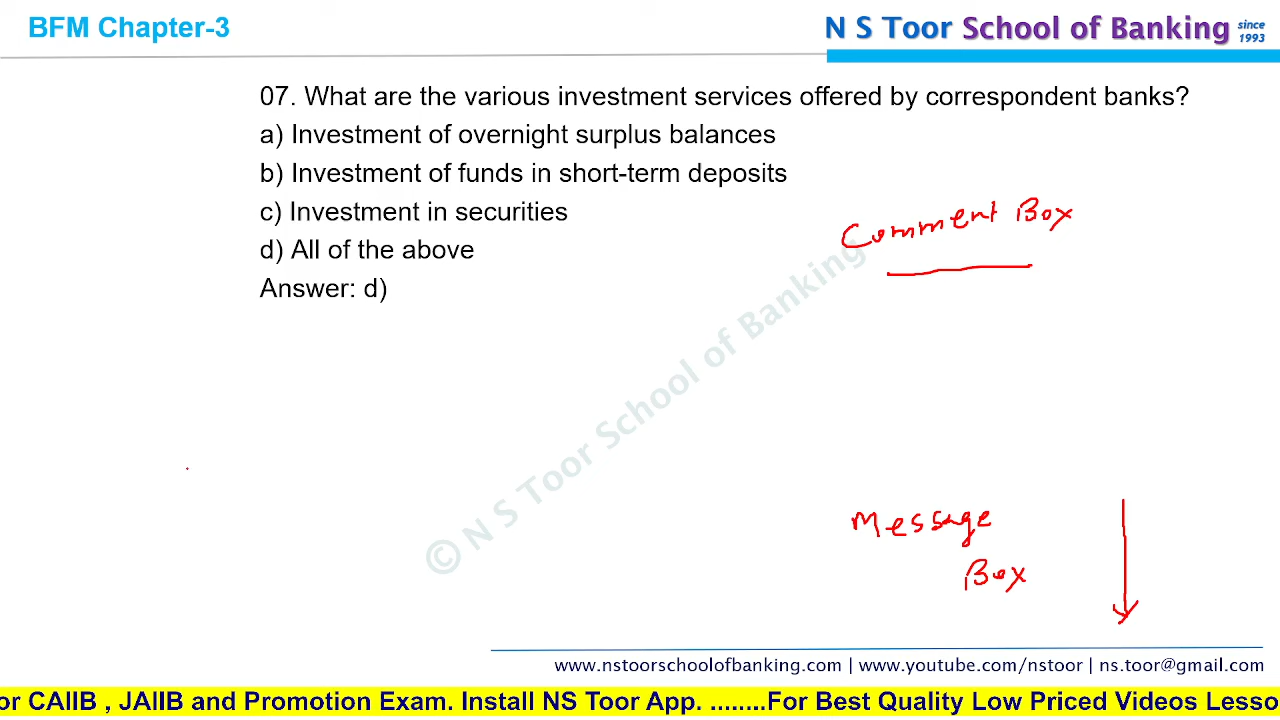 BFM Chapter-3
N S Toor School of Banking since 1993
07. What are the various investment services offered by correspondent banks?
a) Investment of overnight surplus balances
b) Investment of funds in short-term deposits
c) Investment in securities
d) All of the above
Answer: d)
Comment Box
© N S Toor School of Banking
Message
Box
www.nstoorschoolofbanking.com | www.youtube.com/nstoor | ns.toor@gmail.com
or CAIIB , JAIIB and Promotion Exam. Install NS Toor App. ........For Best Quality Low Priced Videos Lesso